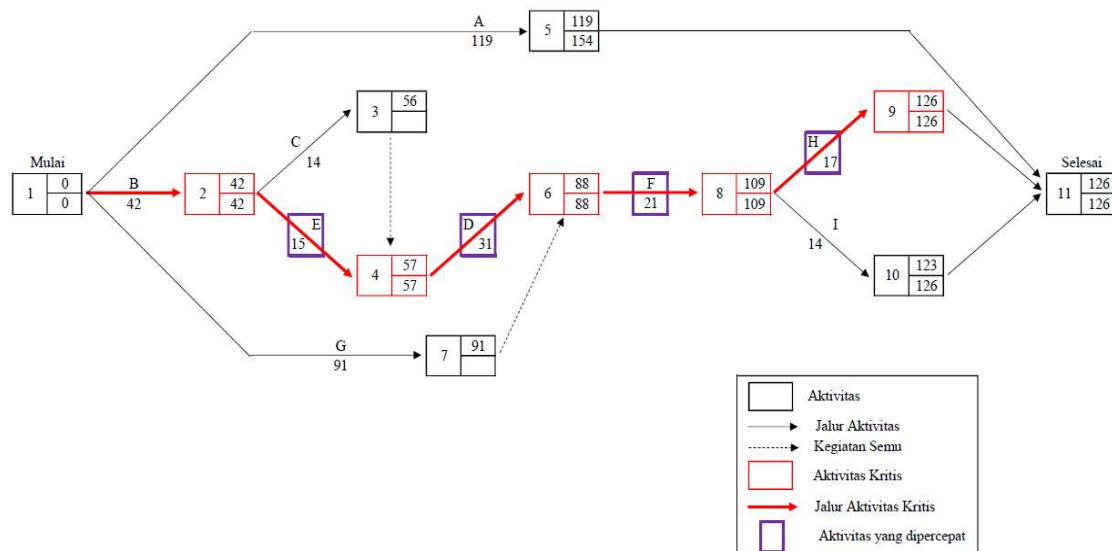 A
119
5
119
154
3
56
C
14
9
126
126
H
17
Mulai
1
0
0
B
42
2
42
42
E
15
D
31
6
88
88
F
21
8
109
109
Selesai
11
126
126
I
14
4
57
57
10
123
126
G
91
7
91
Aktivitas
Jalur Aktivitas
Kegiatan Semu
Aktivitas Kritis
Jalur Aktivitas Kritis
Aktivitas yang dipercepat